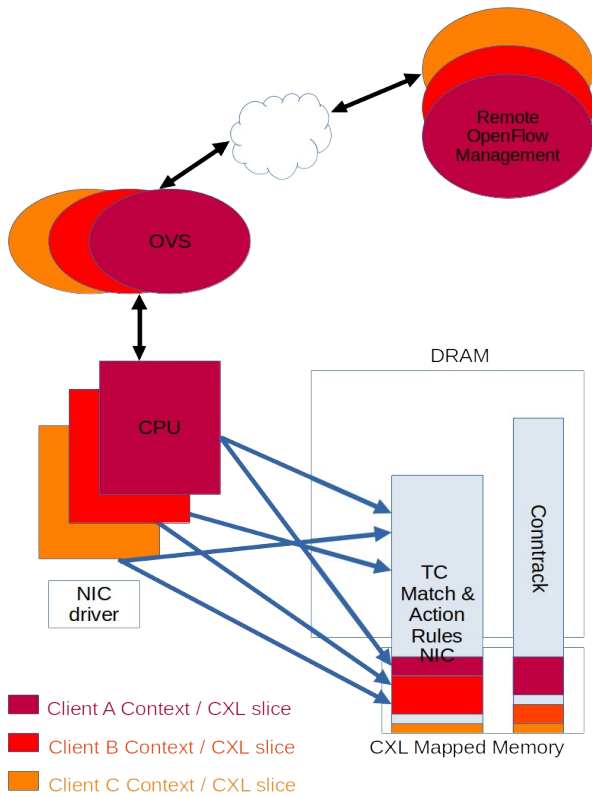 Remote
OpenFlow
Management
OVS
DRAM
CPU
Conntrack
TC
Match &
Action
Rules
NIC
NIC
driver
Client A Context / CXL slice
Client B Context / CXL slice
CXL Mapped Memory
Client C Context / CXL slice